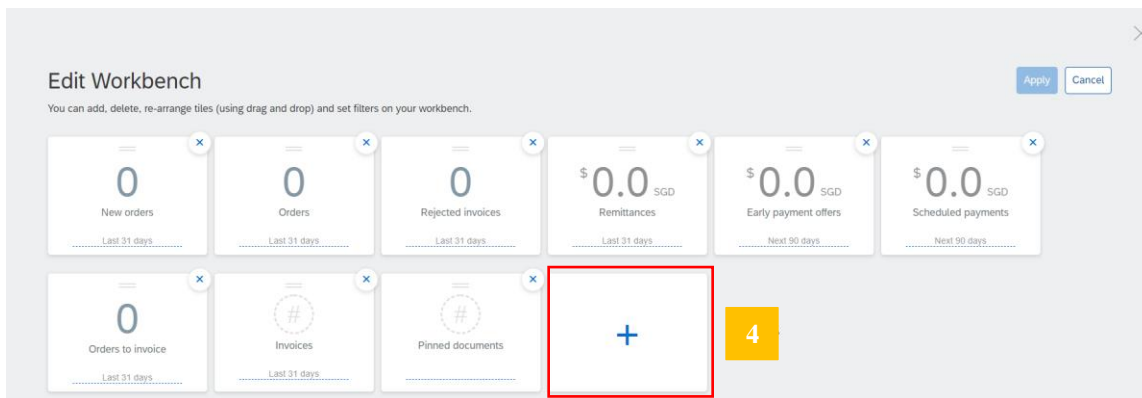 Edit Workbench
Apply
Cancel
You can add, delete, re-arrange tiles (using drag and drop) and set filters on your workbench.
0
New orders
Last 31 days
0
Orders
Last 31 days
0
Rejected invoices
Last 31 days
$ 0.0 SGD
Remittances
Last 31 days
$ 0.0 SGD
Early payment offers
Next 90 days
$ 0.0 SGD
Scheduled payments
Next 90 days
0
Orders to invoice
Last 31 days
#
Invoices
Last 31 days
#
Pinned documents
+
4